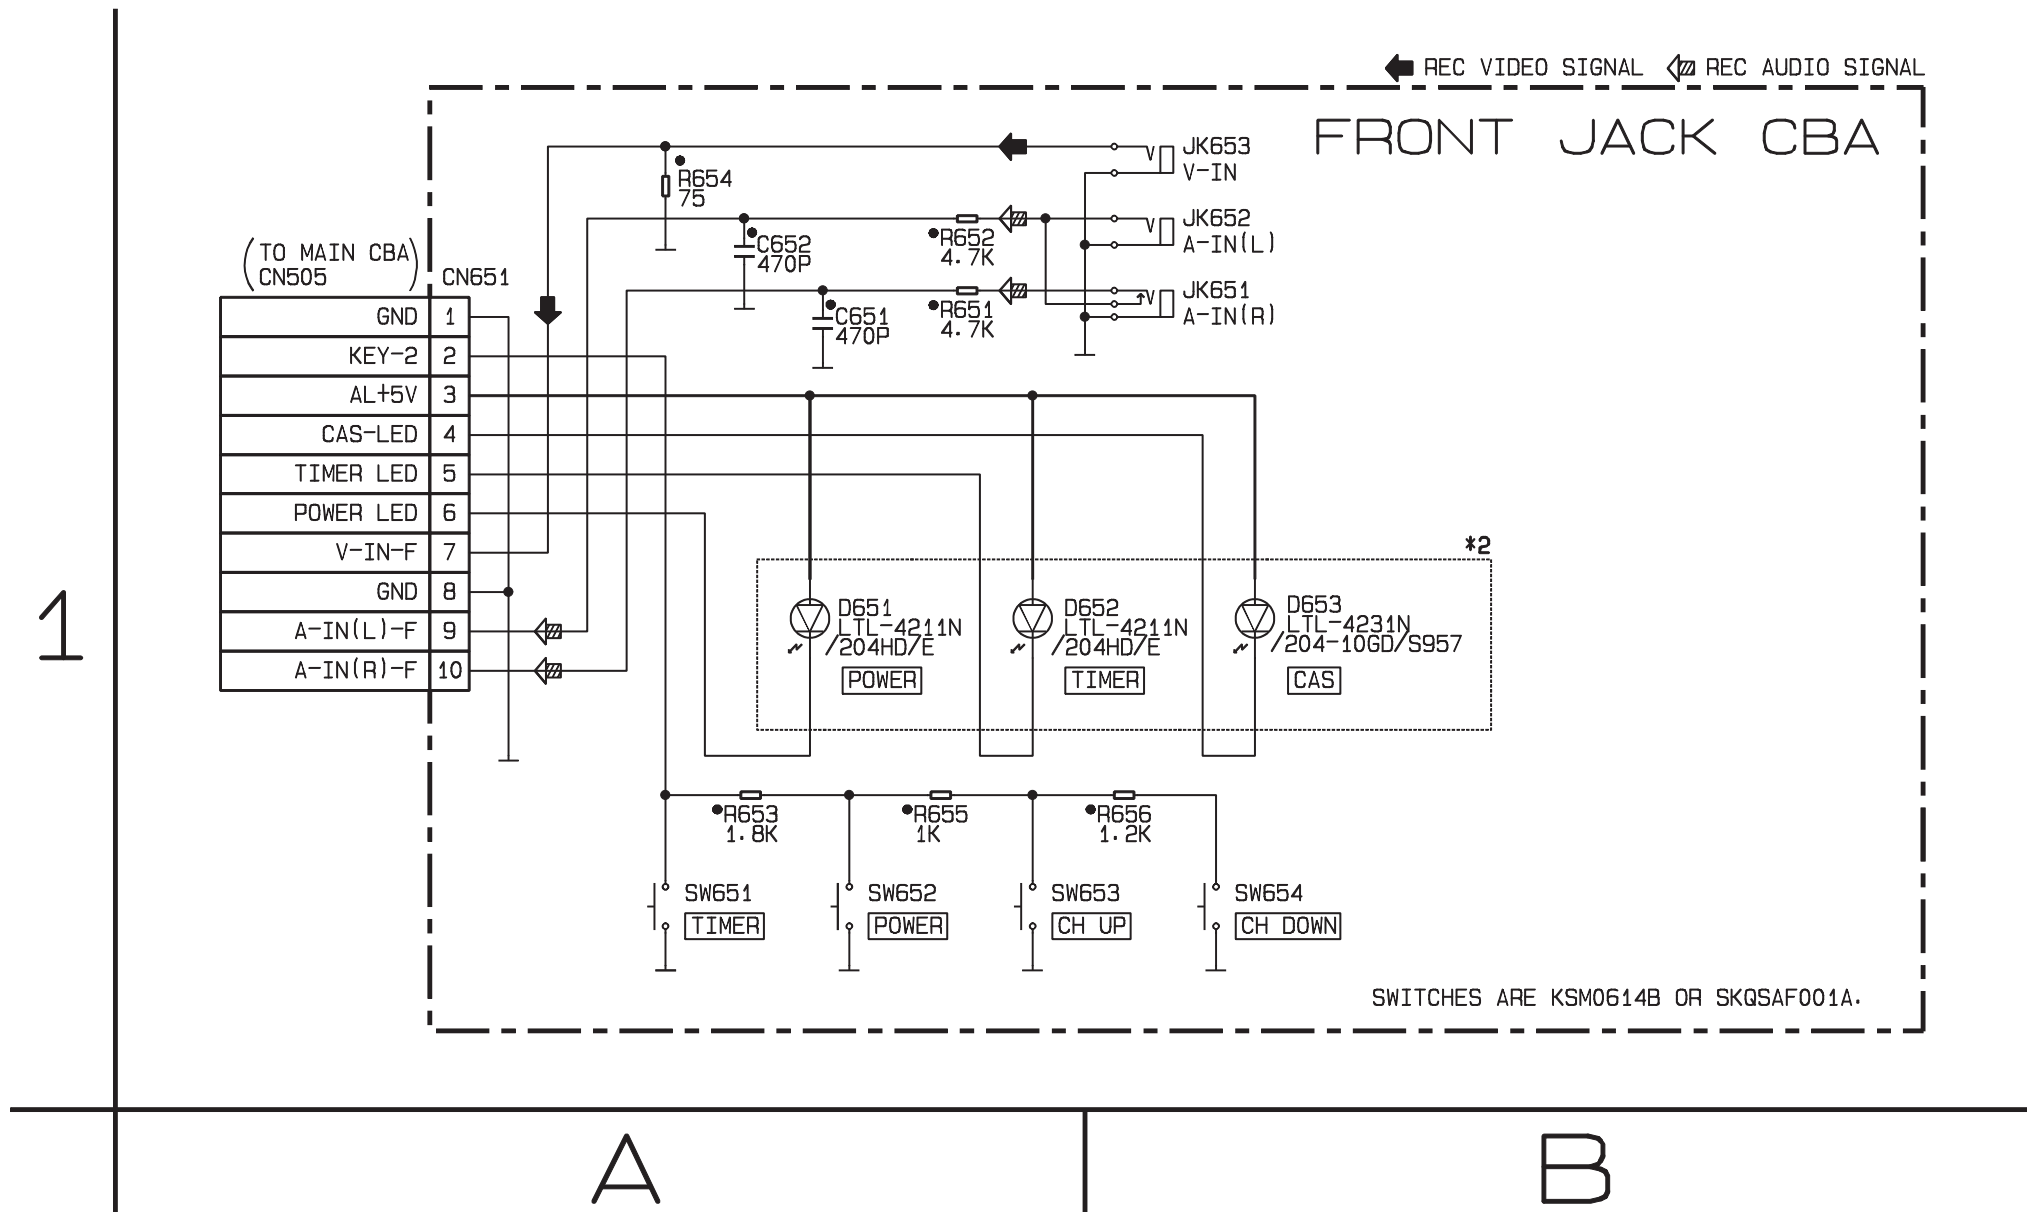 REC VIDEO SIGNAL REC AUDIO SIGNAL
FRONT JACK CBA
JK653
V-IN
R654
75
JK652
A-IN(L)
C652
470P
R652
4.7K
JK651
A-IN(R)
C651
470P
R651
4.7K
(TO MAIN CBA)
CN505
CN651
GND 1
KEY-2 2
AL+5V 3
CAS-LED 4
TIMER LED 5
POWER LED 6
V-IN-F 7
GND 8
A-IN(L)-F 9
A-IN(R)-F 10
*2
D651
LTL-4211N
/204HD/E
POWER
D652
LTL-4211N
/204HD/E
TIMER
D653
LTL-4231N
/204-10GD/S957
CAS
R653
1.8K
R655
1K
R656
1.2K
SW651
TIMER
SW652
POWER
SW653
CH UP
SW654
CH DOWN
SWITCHES ARE KSM0614B OR SKQSAF001A.
1
A
B